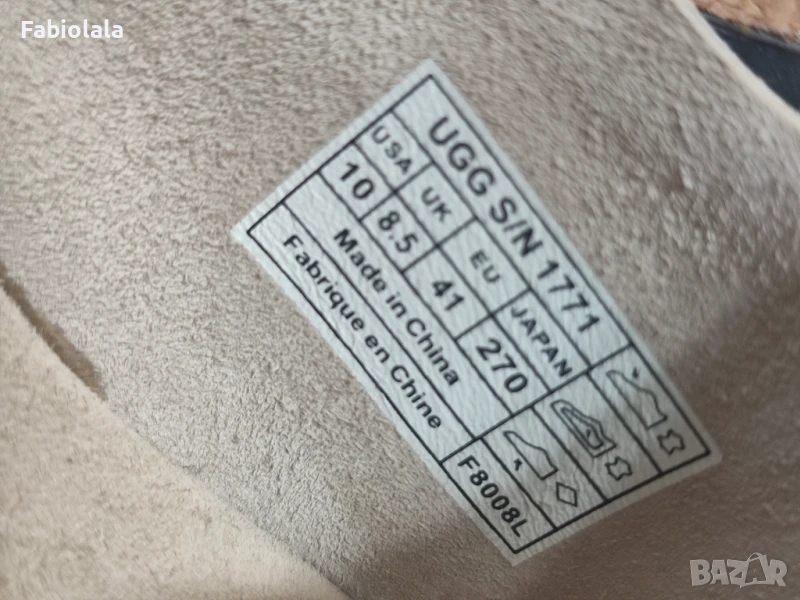 Fabiolala
UGG S/N 1771
USA UK EU JAPAN
10 8.5 41 270
Made in China
Fabrique en Chine
F8008L
BAZAR